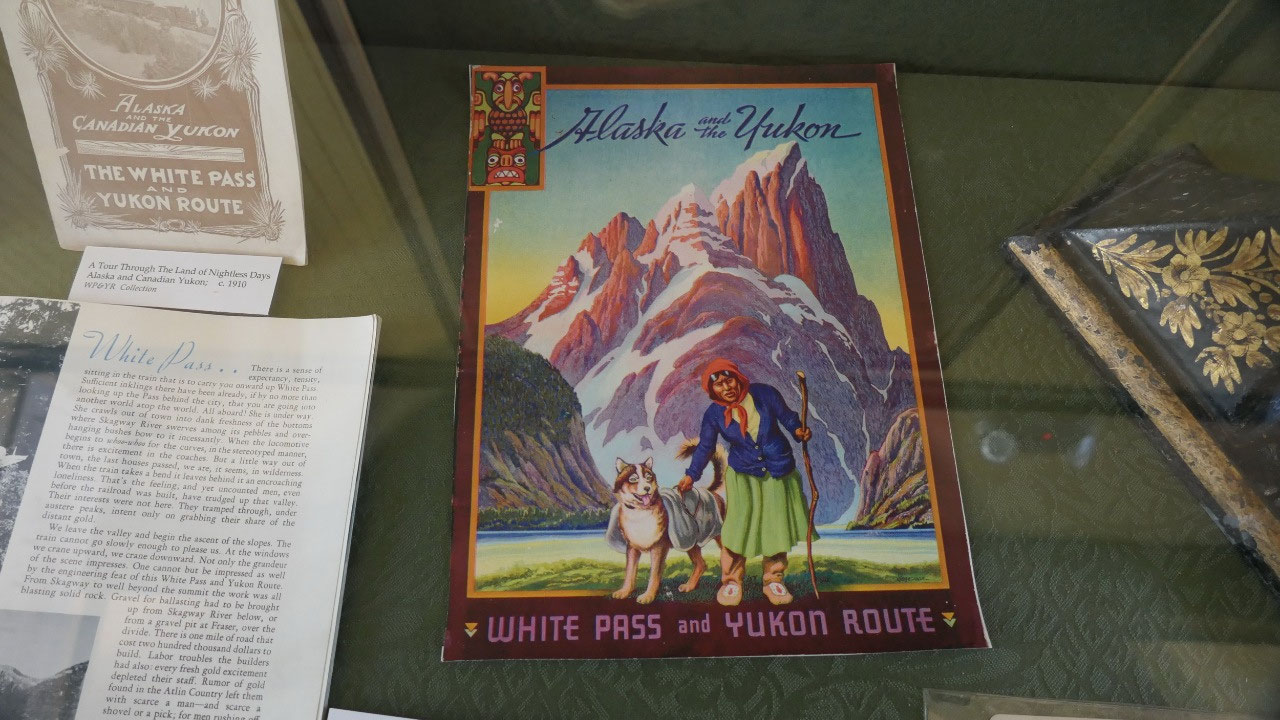 ALASKA
AND THE
CANADIAN YUKON
THE WHITE PASS
AND
YUKON ROUTE
A Tour Through The Land of Nightless Days
Alaska and Canadian Yukon; c. 1910
WP&YR Collection
White Pass . .
There is a sense of
expectancy, tensity,
sitting in the train that is to carry you onward up White Pass.
Sufficient inklings there have been already, if by no more than
looking up the Pass behind the city, that you are going into
another world atop the world. All aboard! She is under way.
She crawls out of town into dank freshness of the bottoms
where Skagway River swerves among its pebbles and over-
hanging bushes bow to it incessantly. When the locomotive
begins to whoo-whoo for the curves, in the stereotyped manner,
there is excitement in the coaches. But a little way out of
town, the last houses passed, we are, it seems, in wilderness.
When the train takes a bend it leaves behind it an encroaching
loneliness. That's the feeling, and yet uncounted men, even
before the railroad was built, have trudged up that valley.
Their interests were not here. They tramped through, under
austere peaks, intent only on grabbing their share of the
distant gold.
We leave the valley and begin the ascent of the slopes. The
train cannot go slowly enough to please us. At the windows
we crane upward, we crane downward. Not only the grandeur
of the scene impresses. One cannot but be impressed as well
by the engineering feat of this White Pass and Yukon Route.
From Skagway to well beyond the summit the work was all
blasting solid rock. Gravel for ballasting had to be brought
up from Skagway River below, or
from a gravel pit at Fraser, over the
divide. There is one mile of road that
cost two hundred thousand dollars to
build. Labor troubles the builders
had also: every fresh gold excitement
depleted their staff. Rumor of gold
found in the Atlin Country left them
with scarce a man—and scarce a
shovel or a pick; for men rushing off
Alaska and the Yukon
WHITE PASS and YUKON ROUTE